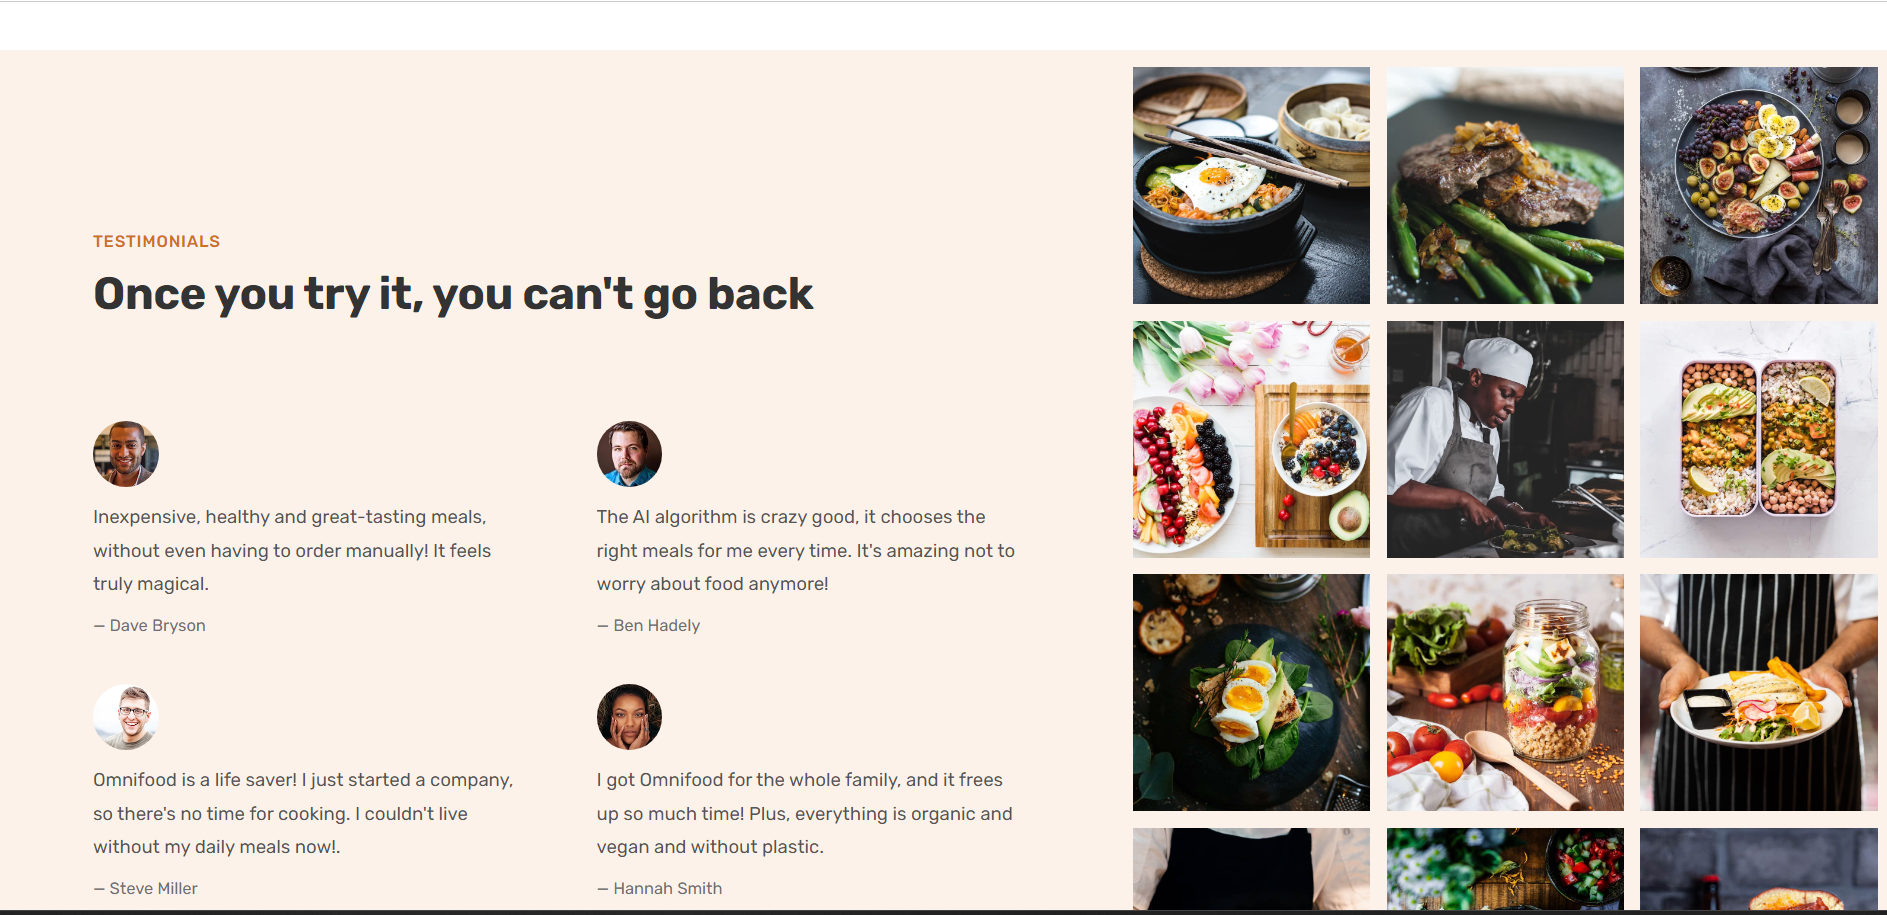 TESTIMONIALS
Once you try it, you can't go back
Inexpensive, healthy and great-tasting meals,
without even having to order manually! It feels
truly magical.
— Dave Bryson
The AI algorithm is crazy good, it chooses the
right meals for me every time. It's amazing not to
worry about food anymore!
— Ben Hadely
Omnifood is a life saver! I just started a company,
so there's no time for cooking. I couldn't live
without my daily meals now!.
— Steve Miller
I got Omnifood for the whole family, and it frees
up so much time! Plus, everything is organic and
vegan and without plastic.
— Hannah Smith